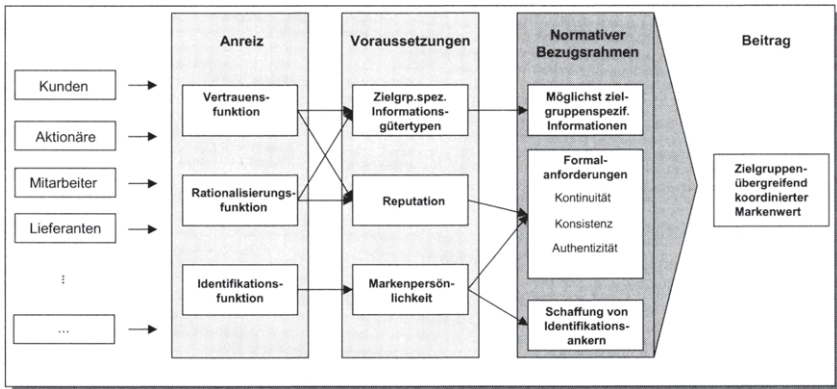 Kunden
Aktionäre
Mitarbeiter
Lieferanten
...
...
Anreiz
Vertrauens-
funktion
Rationalisierungs-
funktion
Identifikations-
funktion
Voraussetzungen
Zielgrp.spez.
Informations-
gütertypen
Reputation
Markenpersön-
lichkeit
Normativer
Bezugsrahmen
Möglichst ziel-
gruppenspezif.
Informationen
Formal-
anforderungen
Kontinuität
Konsistenz
Authentizität
Schaffung von
Identifikations-
ankern
Beitrag
Zielgruppen-
übergreifend
koordinierter
Markenwert